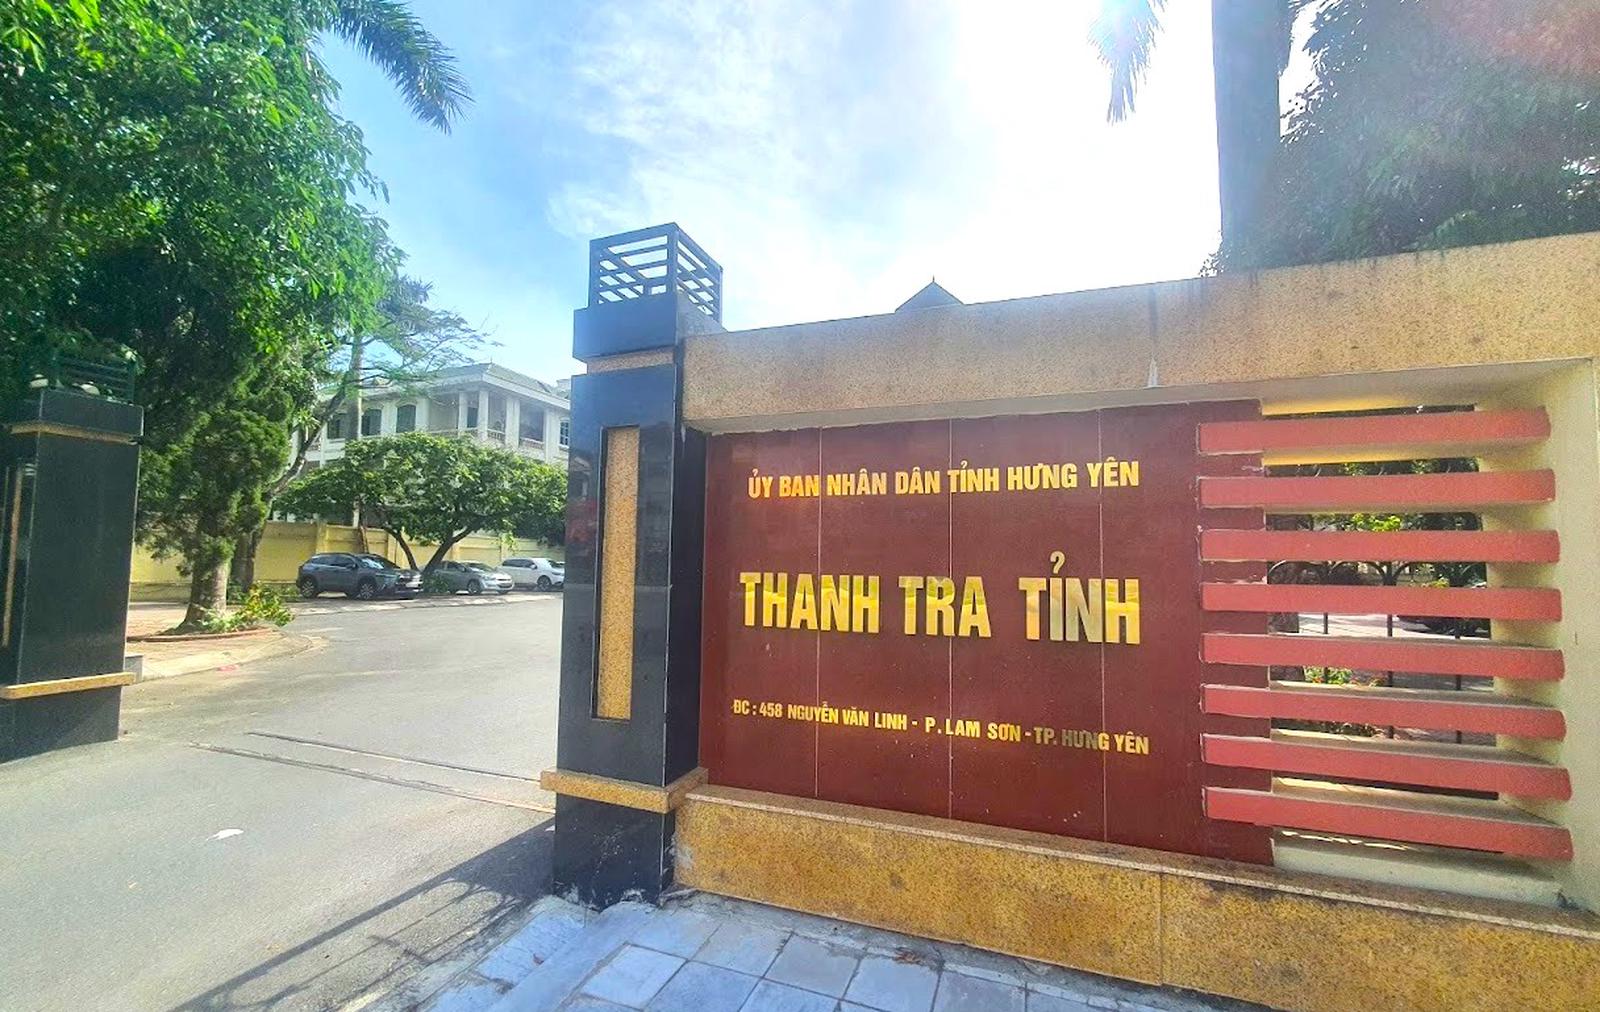 ỦY BAN NHÂN DÂN TỈNH HƯNG YÊN
THANH TRA TỈNH
ĐC : 458 NGUYỄN VĂN LINH - P. LAM SƠN - TP. HƯNG YÊN